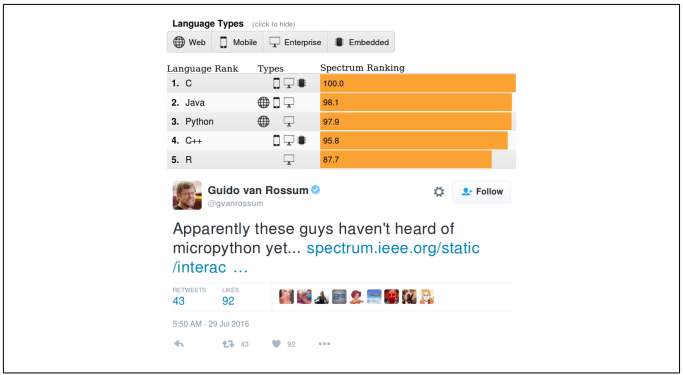 Language Types (click to hide)
Web Mobile Enterprise Embedded
Language Rank Types Spectrum Ranking
1. C 100.0
2. Java 98.1
3. Python 97.9
4. C++ 95.8
5. R 87.7
Guido van Rossum
@gvanrossum
Follow
Apparently these guys haven't heard of
micropython yet... spectrum.ieee.org/static
/interac …
RETWEETS LIKES
43 92
5:50 AM - 29 Jul 2016
43 92